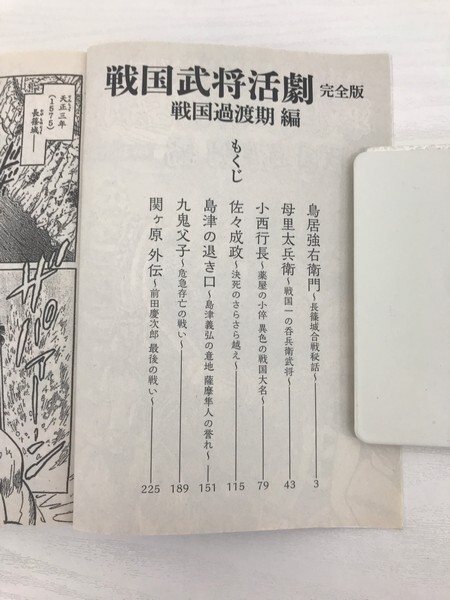 戦国武将活劇 完全版
戦国過渡期 編
もくじ
鳥居強右衛門～長篠城合戦秘話～ 3
母里太兵衛～戦国一の呑兵衛武将～ 43
小西行長～薬屋の小倅 異色の戦国大名～ 79
佐々成政～決死のさらさら越え～ 115
島津の退き口～島津義弘の意地 薩摩隼人の誉れ～ 151
九鬼父子～危急存亡の戦い～ 189
関ヶ原 外伝～前田慶次郎 最後の戦い～ 225
天正三年
(1575)
長篠城──